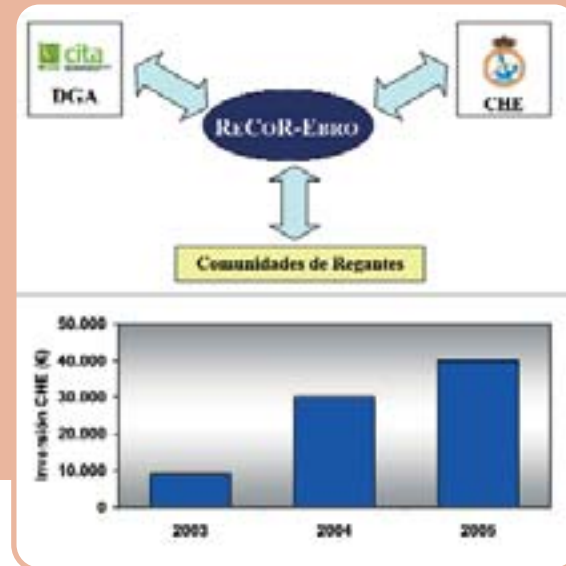 cita
DGA
CHE
RECOR-EBRO
Comunidades de Regantes
Inversión CHE (€)
50.000
40.000
30.000
20.000
10.000
0
2003
2004
2005